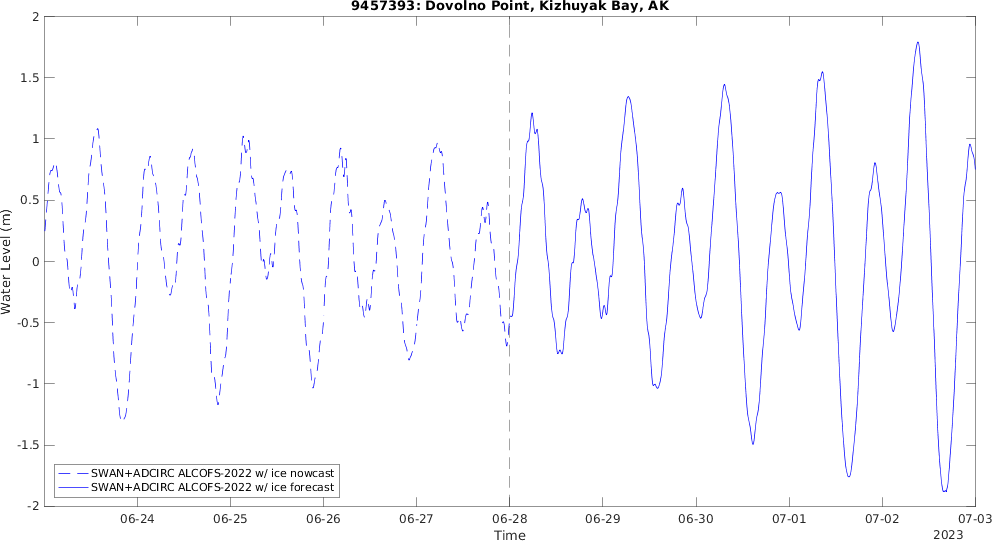 9457393: Dovolno Point, Kizhuyak Bay, AK
Water Level (m)
2
1.5
1
0.5
0
-0.5
-1
-1.5
-2
SWAN+ADCIRC ALCOFS-2022 w/ ice nowcast
SWAN+ADCIRC ALCOFS-2022 w/ ice forecast
06-24 06-25 06-26 06-27 06-28 06-29 06-30 07-01 07-02 07-03
Time
2023